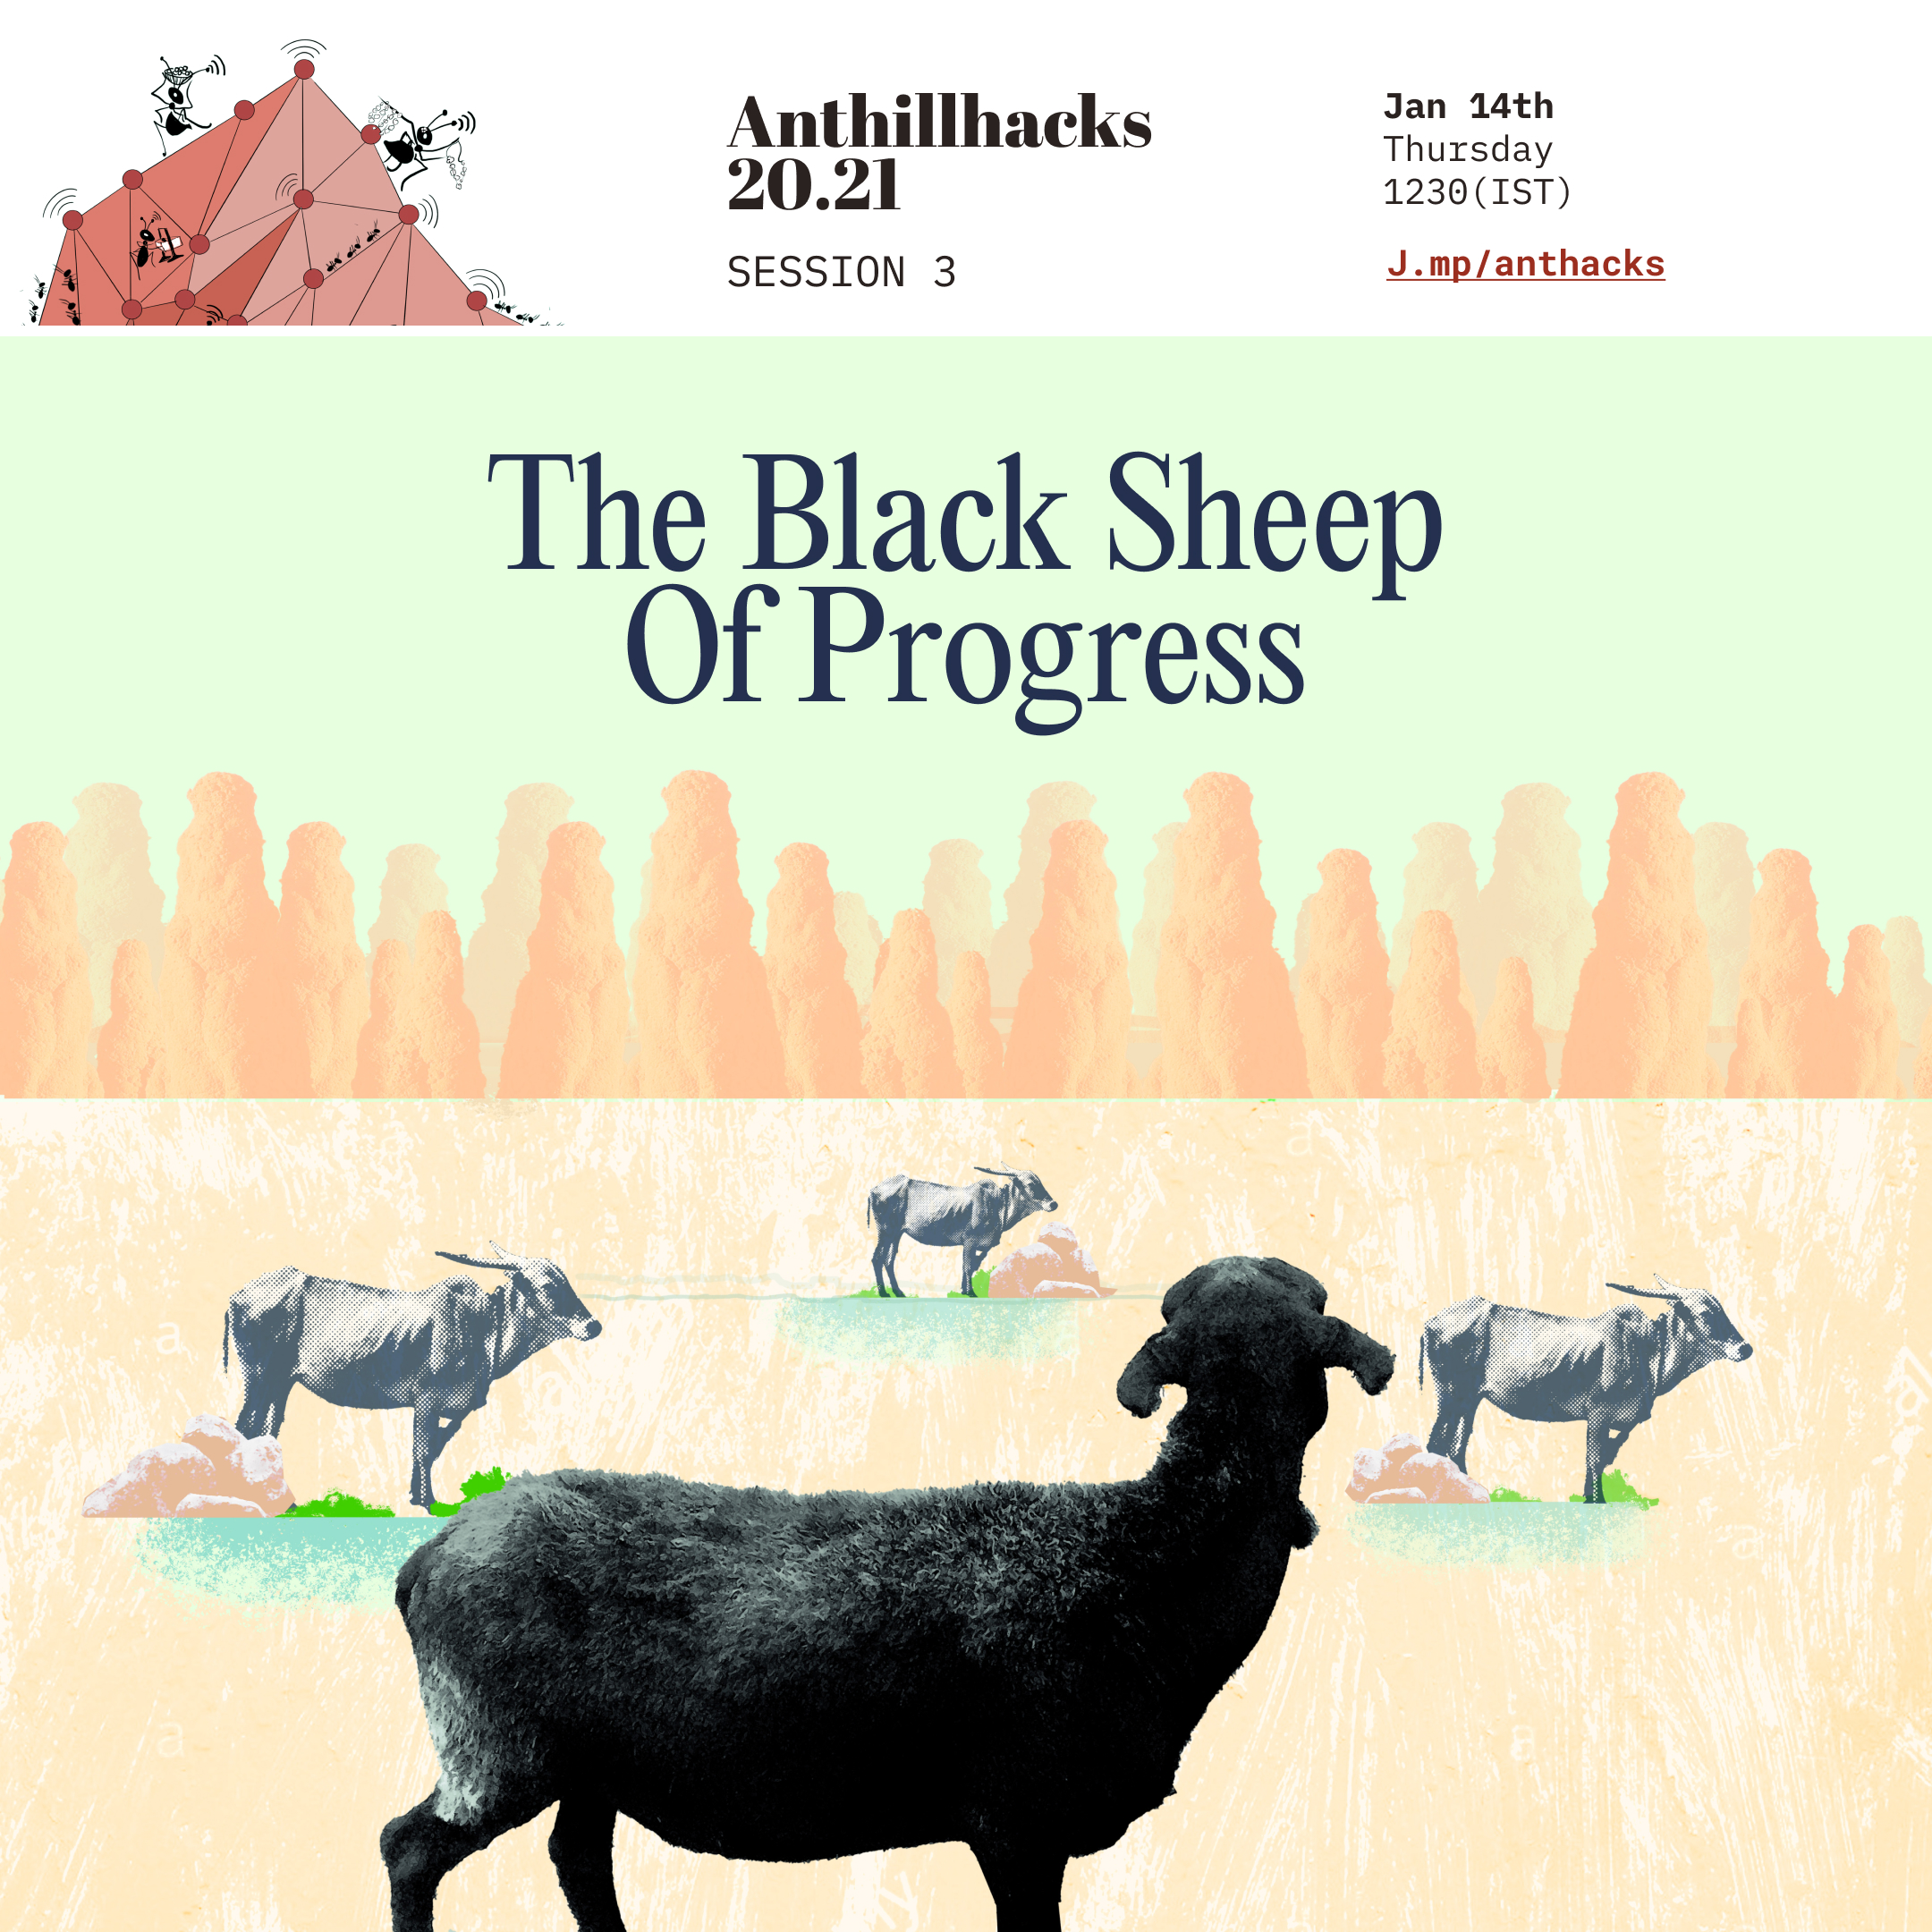 Anthillhacks
20.21
SESSION 3
Jan 14th
Thursday
1230(IST)
J.mp/anthacks
The Black Sheep
Of Progress
a
a
a
a
a
a